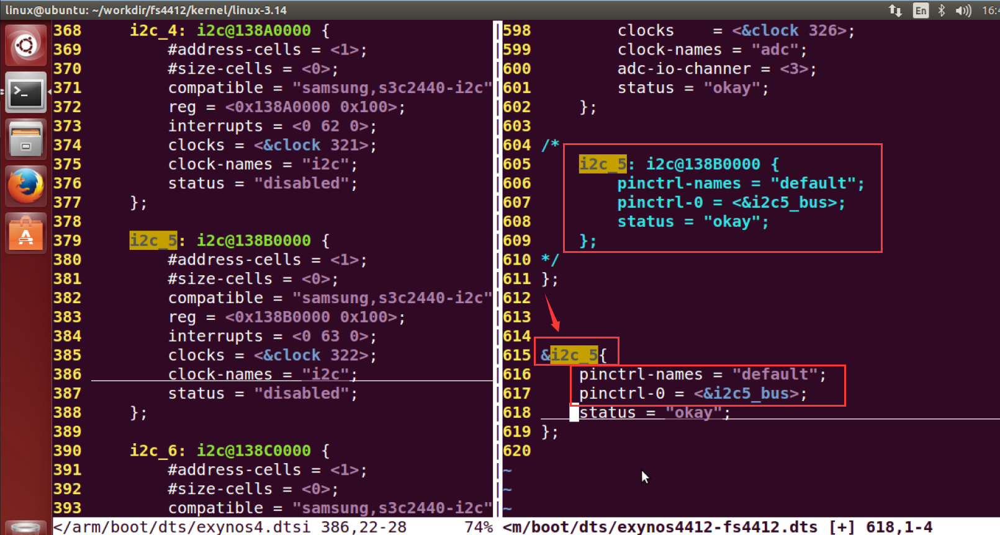 linux@ubuntu: ~/workdir/fs4412/kernel/linux-3.14
En
16:4
368 i2c_4: i2c@138A0000 {
369 #address-cells = <1>;
370 #size-cells = <0>;
371 compatible = "samsung,s3c2440-i2c"
372 reg = <0x138A0000 0x100>;
373 interrupts = <0 62 0>;
374 clocks = <&clock 321>;
375 clock-names = "i2c";
376 status = "disabled";
377 };
378
379 i2c_5: i2c@138B0000 {
380 #address-cells = <1>;
381 #size-cells = <0>;
382 compatible = "samsung,s3c2440-i2c"
383 reg = <0x138B0000 0x100>;
384 interrupts = <0 63 0>;
385 clocks = <&clock 322>;
386 clock-names = "i2c";
387 status = "disabled";
388 };
389
390 i2c_6: i2c@138C0000 {
391 #address-cells = <1>;
392 #size-cells = <0>;
393 compatible = "samsung,s3c2440-i2c"
</arm/boot/dts/exynos4.dtsi 386,22-28 74%
598 clocks = <&clock 326>;
599 clock-names = "adc";
600 adc-io-channer = <3>;
601 status = "okay";
602 };
603
604 /*
605 i2c_5: i2c@138B0000 {
606 pinctrl-names = "default";
607 pinctrl-0 = <&i2c5_bus>;
608 status = "okay";
609 };
610 */
611 };
612
613
614
615 &i2c_5{
616 pinctrl-names = "default";
617 pinctrl-0 = <&i2c5_bus>;
618 status = "okay";
619 };
620
~
~
~
<m/boot/dts/exynos4412-fs4412.dts [+] 618,1-4